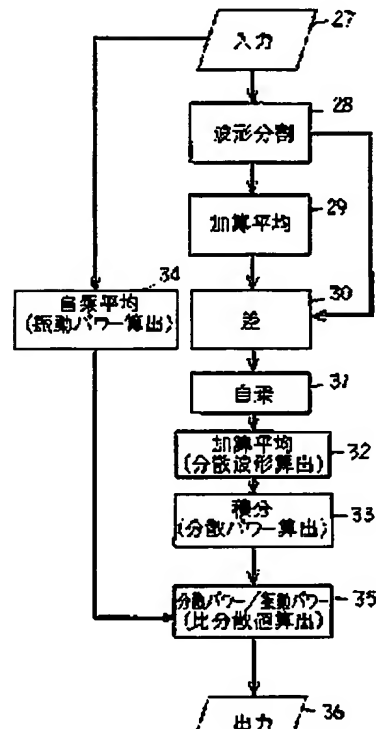 入力
27
波形分割
28
加算平均
29
差
30
自乗平均
(振動パワー算出)
34
自乗
31
加算平均
(分散波形算出)
32
積分
(分散パワー算出)
33
分散パワー/振動パワー
(比分散値算出)
35
出力
36